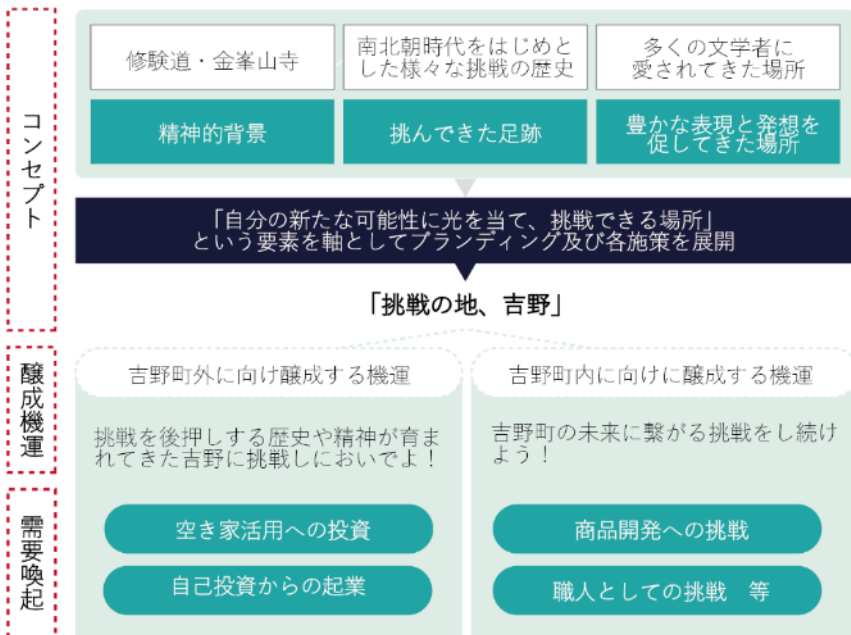 コンセプト
修験道・金峯山寺
南北朝時代をはじめと
した様々な挑戦の歴史
多くの文学者に
愛されてきた場所
精神的背景
挑んできた足跡
豊かな表現と発想を
促してきた場所
「自分の新たな可能性に光を当て、挑戦できる場所」
という要素を軸としてブランディング及び各施策を展開
「挑戦の地、吉野」
醸成機運
吉野町外に向け醸成する機運
挑戦を後押しする歴史や精神が育ま
れてきた吉野に挑戦しにおいでよ！
吉野町内に向けに醸成する機運
吉野町の未来に繋がる挑戦をし続け
よう！
需要喚起
空き家活用への投資
自己投資からの起業
商品開発への挑戦
職人としての挑戦　等